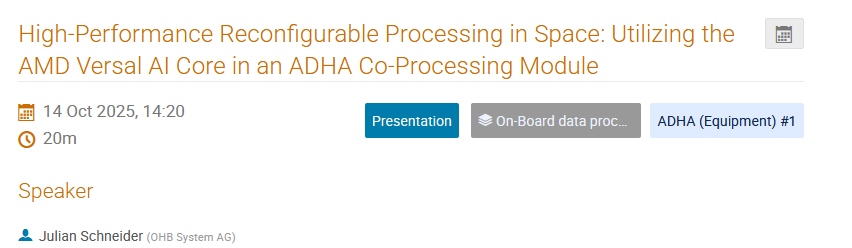 High-Performance Reconfigurable Processing in Space: Utilizing the
AMD Versal AI Core in an ADHA Co-Processing Module
14 Oct 2025, 14:20
20m
Presentation
On-Board data proc...
ADHA (Equipment) #1
Speaker
Julian Schneider (OHB System AG)